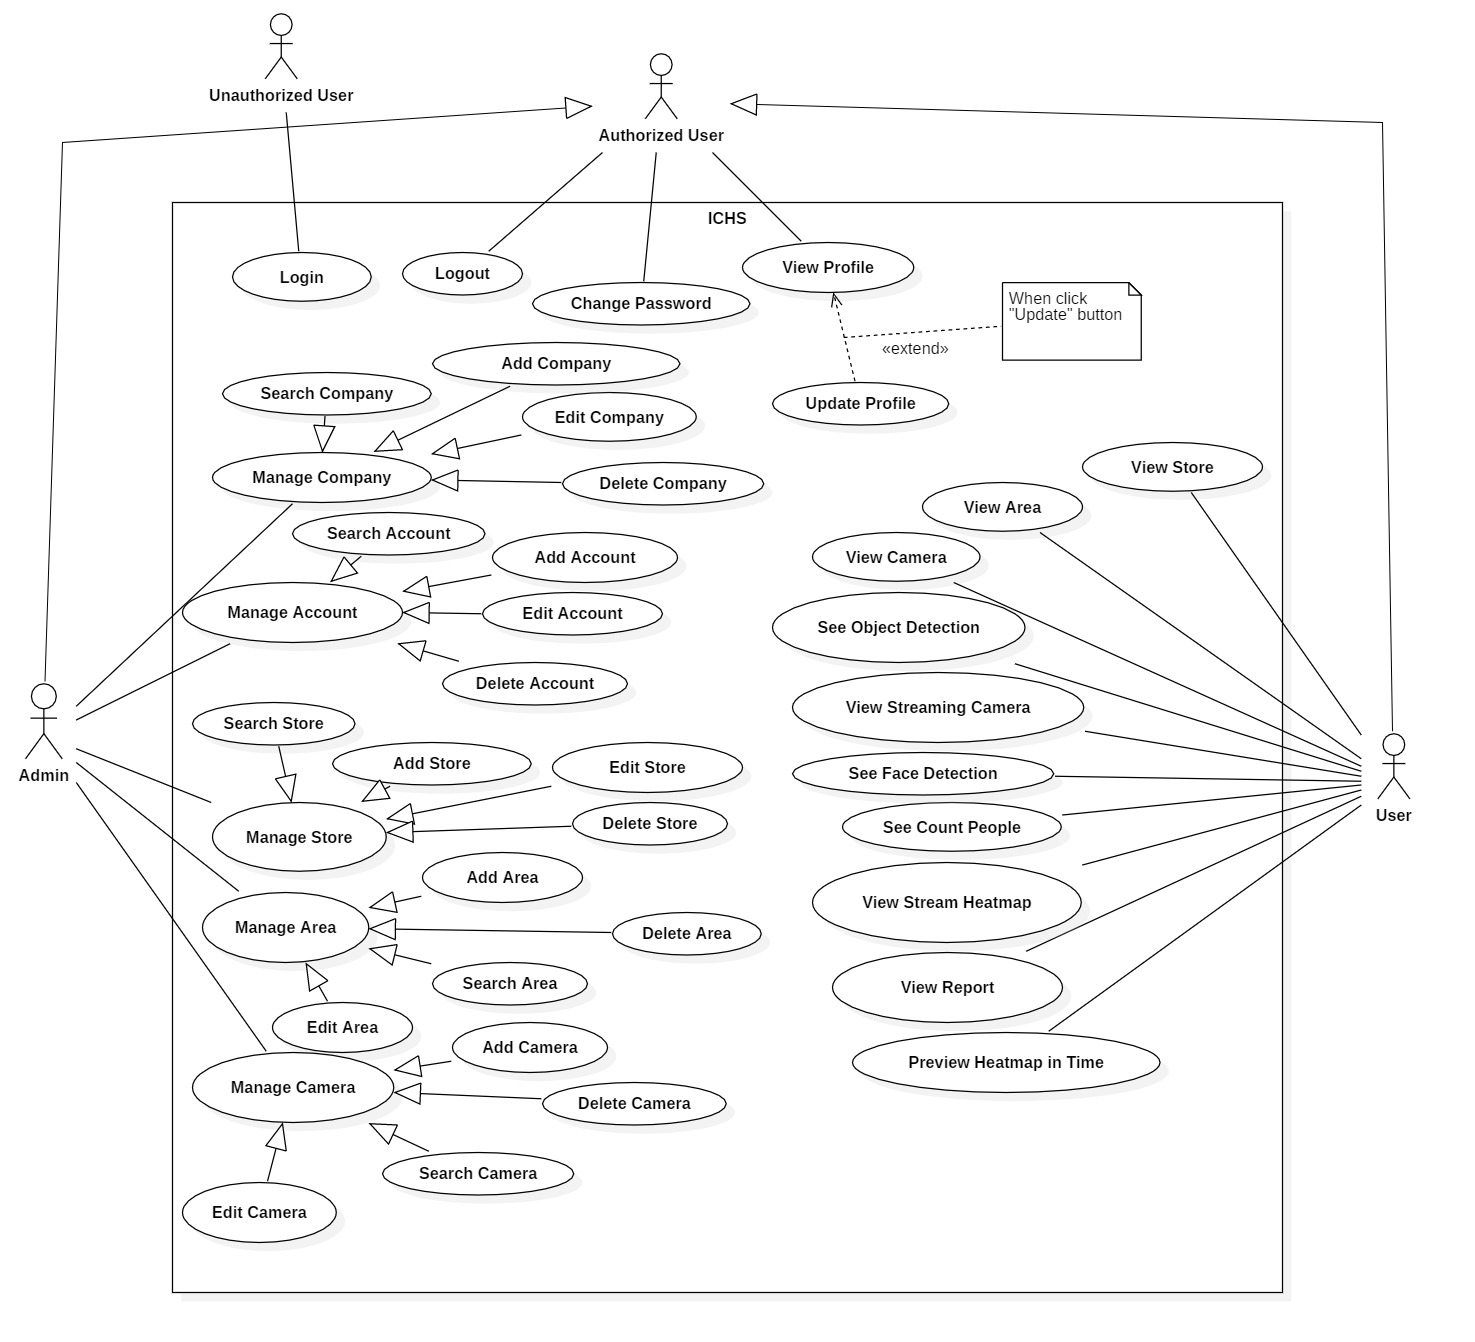 Unauthorized User
Authorized User
ICHS
Login
Logout
View Profile
Change Password
When click
"Update" button
«extend»
Add Company
Search Company
Edit Company
Update Profile
Manage Company
Delete Company
View Store
View Area
Search Account
Add Account
View Camera
Manage Account
Edit Account
See Object Detection
Delete Account
Search Store
View Streaming Camera
Admin
Add Store
Edit Store
See Face Detection
User
Manage Store
Delete Store
See Count People
Add Area
View Stream Heatmap
Manage Area
Delete Area
Search Area
View Report
Edit Area
Add Camera
Preview Heatmap in Time
Manage Camera
Delete Camera
Search Camera
Edit Camera